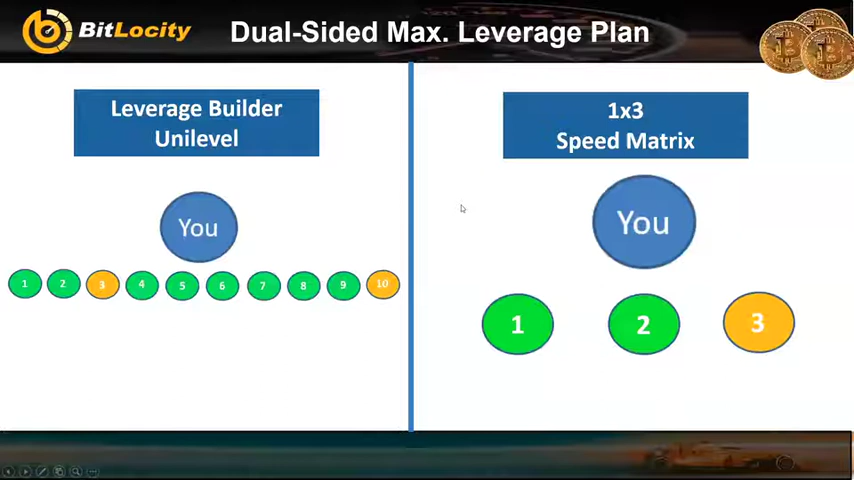 BitLocity
Dual-Sided Max. Leverage Plan
Leverage Builder
Unilevel
You
1 2 3 4 5 6 7 8 9 10
1x3
Speed Matrix
You
1 2 3